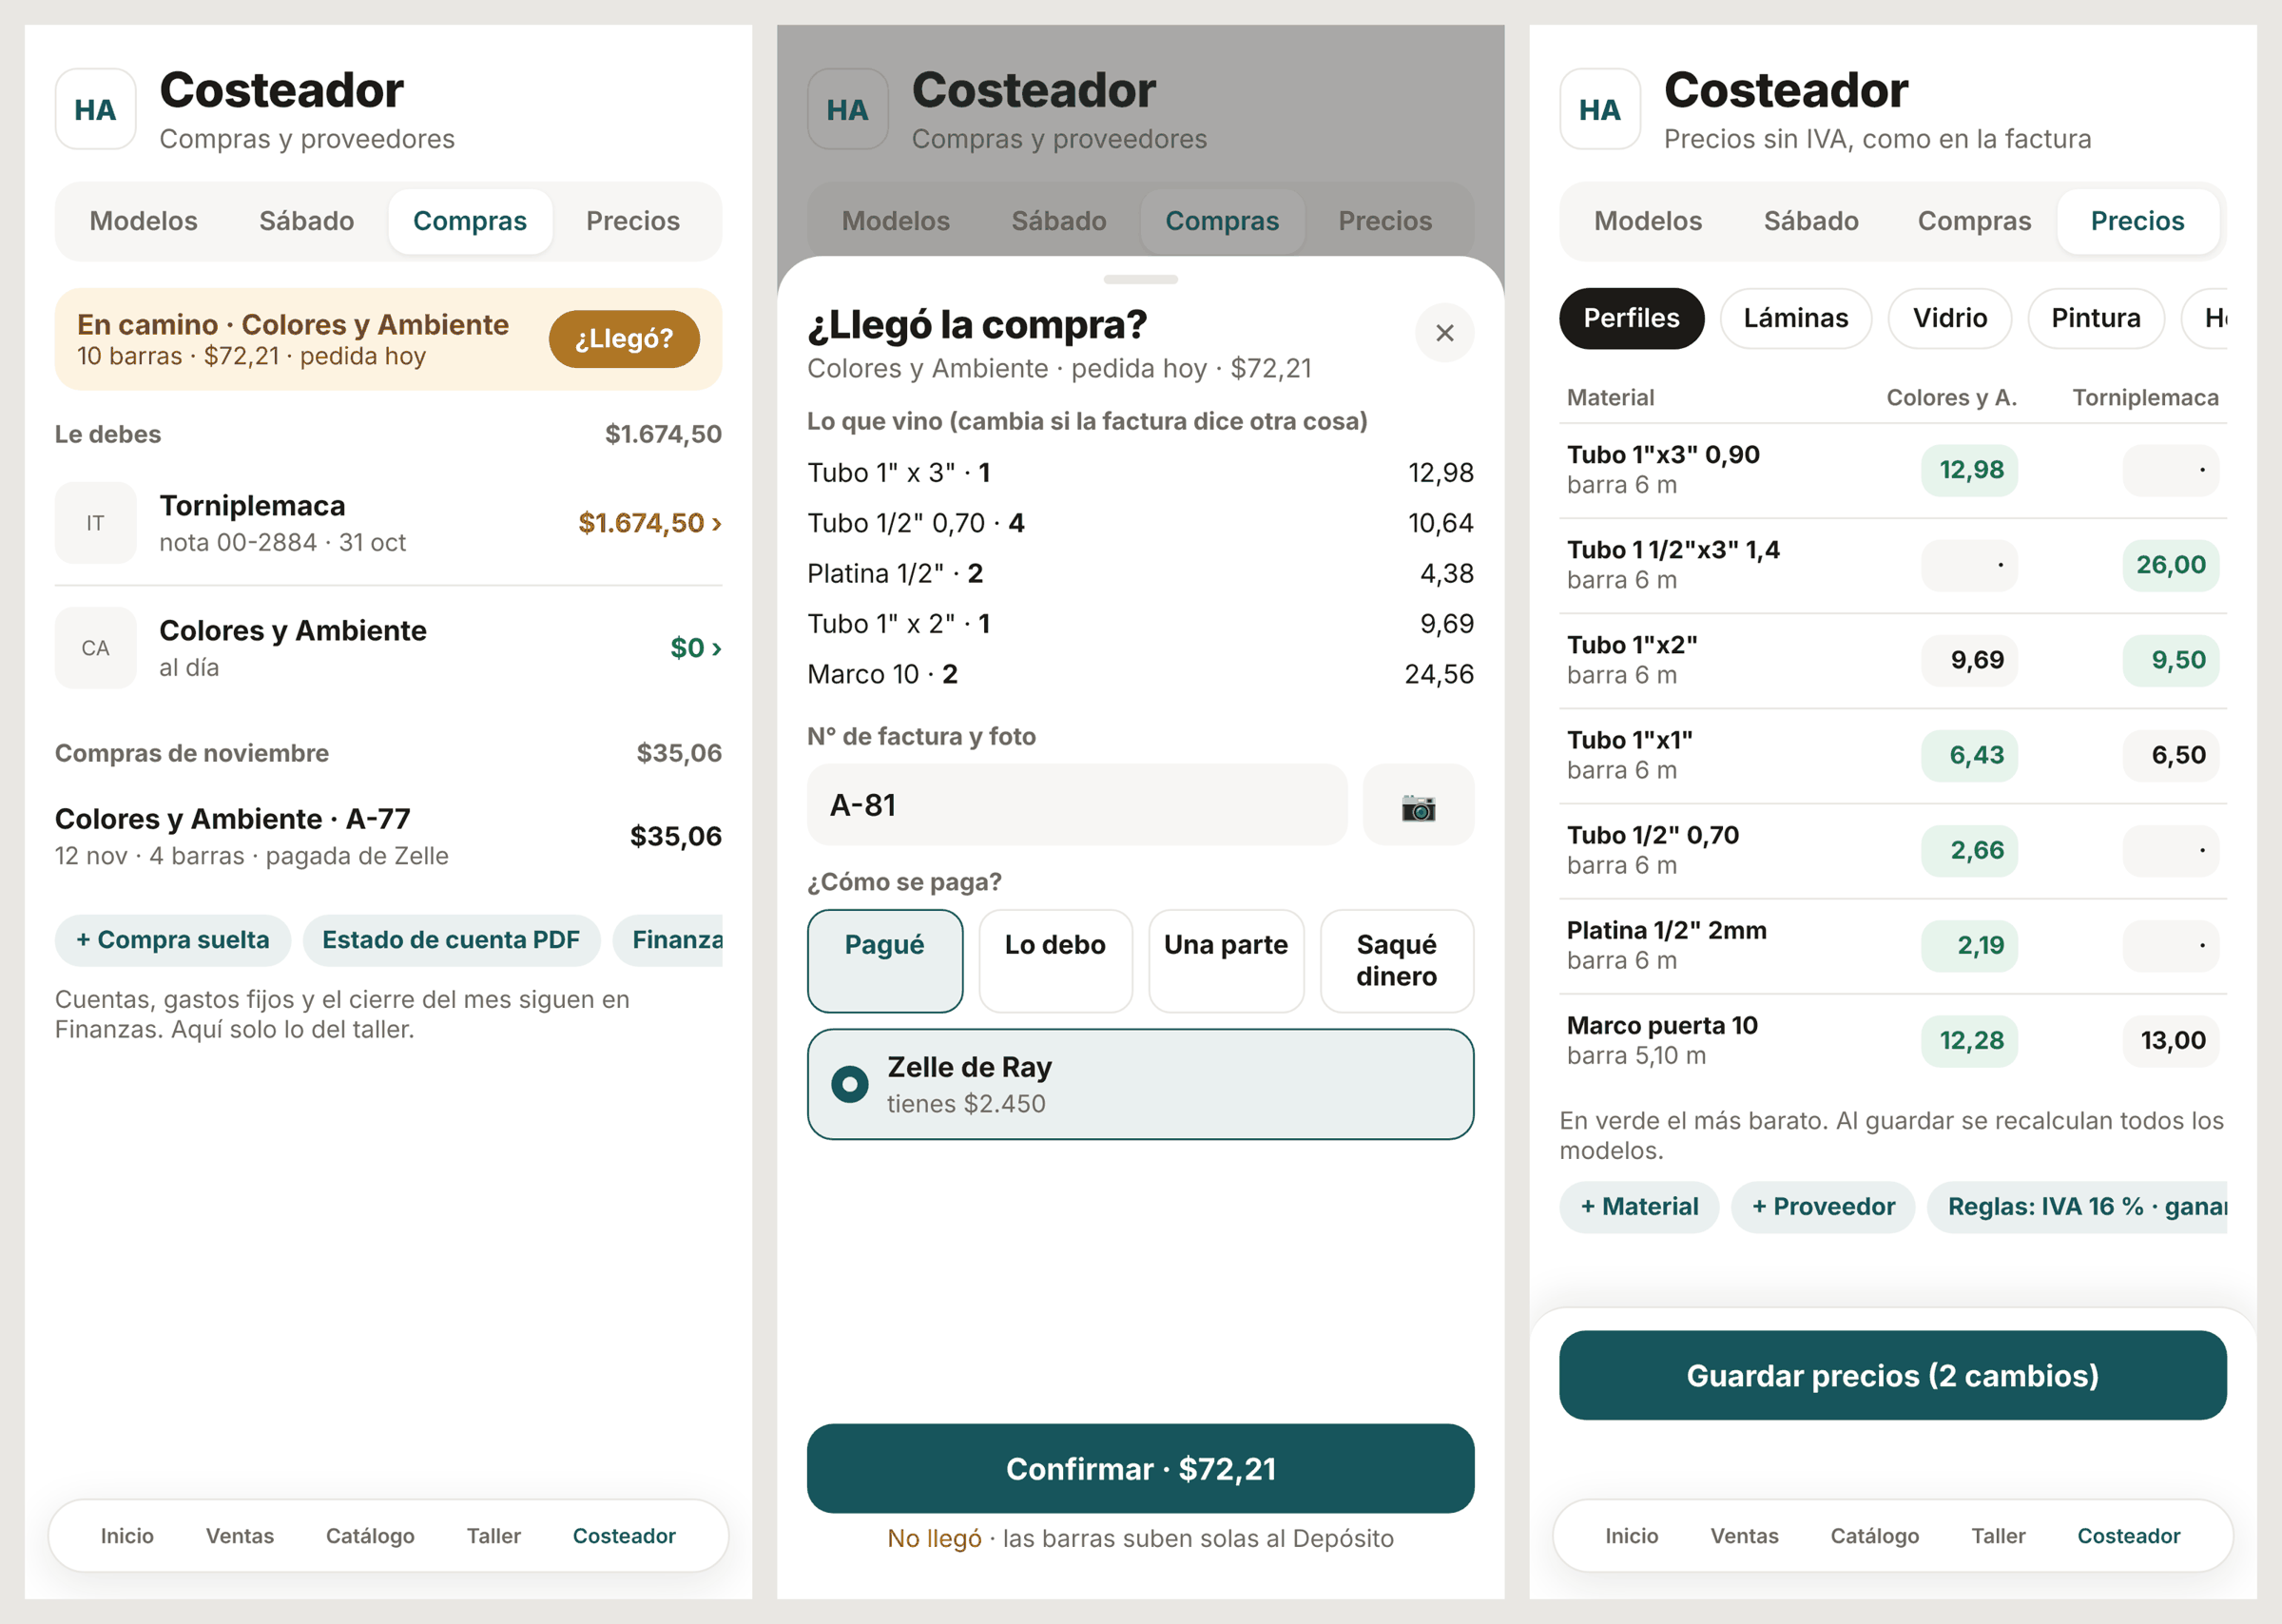 HA
Costeador
Compras y proveedores
Modelos Sábado Compras Precios
En camino · Colores y Ambiente
10 barras · $72,21 · pedida hoy
¿Llegó?
Le debes $1.674,50
IT
Torniplemaca
nota 00-2884 · 31 oct
$1.674,50 ›
CA
Colores y Ambiente
al día
$0 ›
Compras de noviembre $35,06
Colores y Ambiente · A-77
12 nov · 4 barras · pagada de Zelle
$35,06
+ Compra suelta Estado de cuenta PDF Finanza
Cuentas, gastos fijos y el cierre del mes siguen en
Finanzas. Aquí solo lo del taller.
Inicio Ventas Catálogo Taller Costeador
HA
Costeador
Compras y proveedores
Modelos Sábado Compras Precios
¿Llegó la compra?
Colores y Ambiente · pedida hoy · $72,21
×
Lo que vino (cambia si la factura dice otra cosa)
Tubo 1" x 3" · 1 12,98
Tubo 1/2" 0,70 · 4 10,64
Platina 1/2" · 2 4,38
Tubo 1" x 2" · 1 9,69
Marco 10 · 2 24,56
N° de factura y foto
A-81
¿Cómo se paga?
Pagué Lo debo Una parte Saqué dinero
Zelle de Ray
tienes $2.450
Confirmar · $72,21
No llegó · las barras suben solas al Depósito
HA
Costeador
Precios sin IVA, como en la factura
Modelos Sábado Compras Precios
Perfiles Láminas Vidrio Pintura He
Material Colores y A. Torniplemaca
Tubo 1"x3" 0,90
barra 6 m
12,98 ·
Tubo 1 1/2"x3" 1,4
barra 6 m
· 26,00
Tubo 1"x2"
barra 6 m
9,69 9,50
Tubo 1"x1"
barra 6 m
6,43 6,50
Tubo 1/2" 0,70
barra 6 m
2,66 ·
Platina 1/2" 2mm
barra 6 m
2,19 ·
Marco puerta 10
barra 5,10 m
12,28 13,00
En verde el más barato. Al guardar se recalculan todos los
modelos.
+ Material + Proveedor Reglas: IVA 16 % · ganar
Guardar precios (2 cambios)
Inicio Ventas Catálogo Taller Costeador